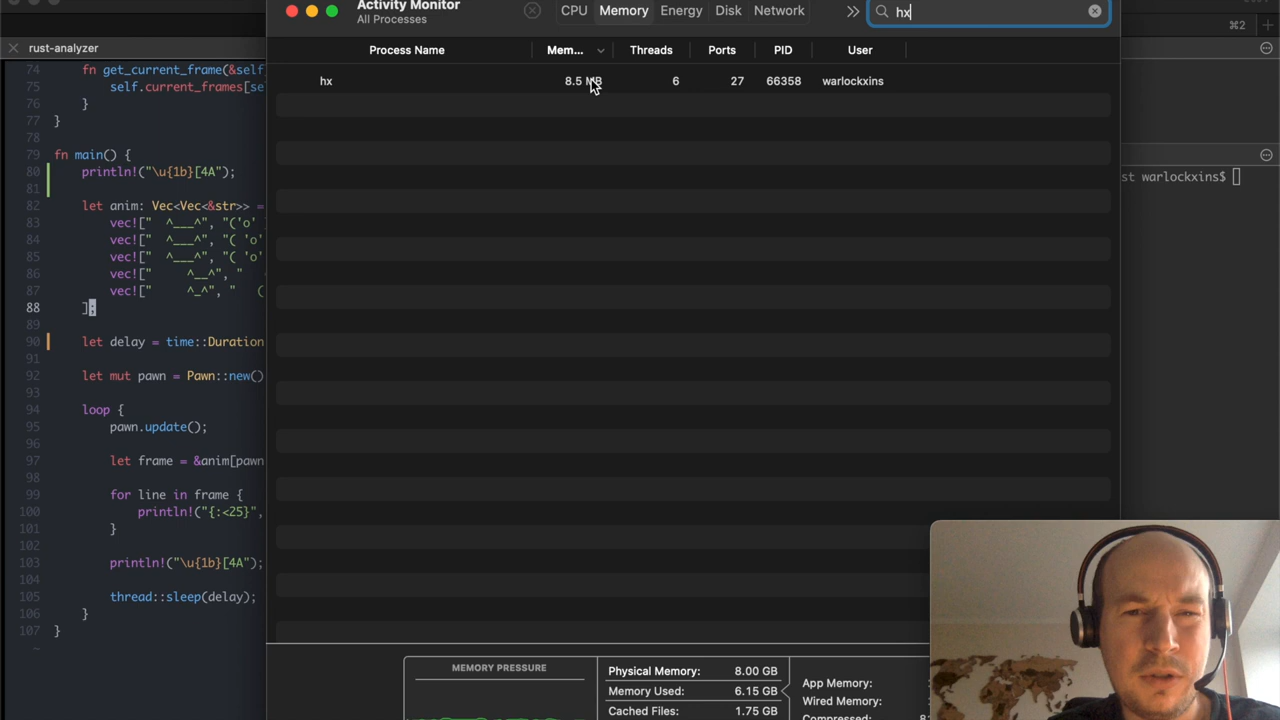 Activity Monitor
All Processes
CPU Memory Energy Disk Network
hx
⌘2
rust-analyzer
Process Name Mem... Threads Ports PID User
hx 8.5 MB 6 27 66358 warlockxins
74 fn get_current_frame(&self
75 self.current_frames[se
76 }
77 }
78
79 fn main() {
80 println!("\u{1b}[4A");
81
82 let anim: Vec<Vec<&str>> =
83 vec![" ^___^", "('o'
84 vec![" ^___^", "( 'o'
85 vec![" ^___^", "( 'o'
86 vec![" ^__^", "
87 vec![" ^_^", " (
88 ];
89
90 let delay = time::Duration
91
92 let mut pawn = Pawn::new()
93
94 loop {
95 pawn.update();
96
97 let frame = &anim[pawn
98
99 for line in frame {
100 println!("{:<25}",
101 }
102
103 println!("\u{1b}[4A");
104
105 thread::sleep(delay);
106 }
107 }
~
st warlockxins$
MEMORY PRESSURE
Physical Memory: 8.00 GB
Memory Used: 6.15 GB
Cached Files: 1.75 GB
App Memory:
Wired Memory:
Compressed: